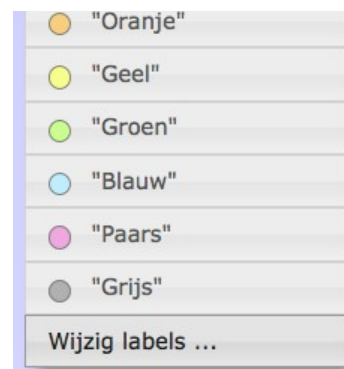 "Oranje"
"Geel"
"Groen"
"Blauw"
"Paars"
"Grijs"
Wijzig labels ...